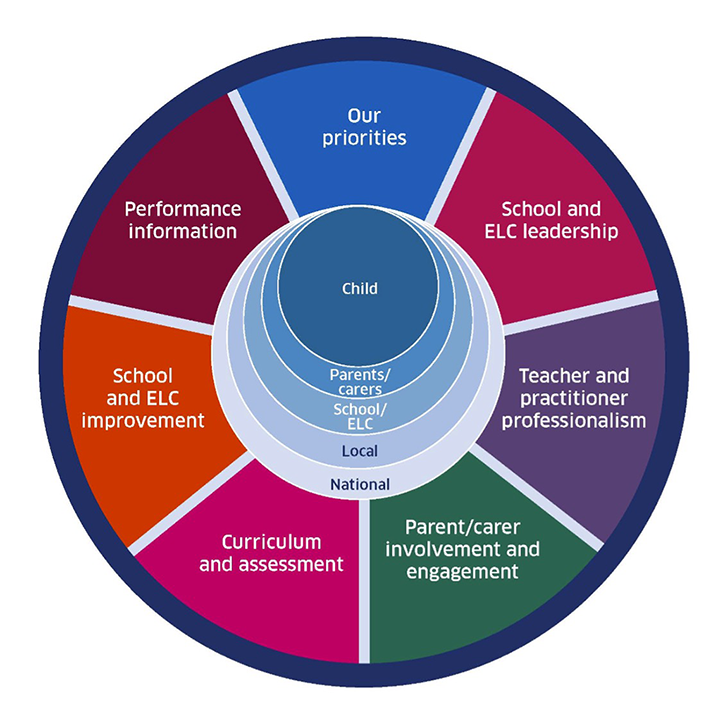 Our
priorities
School and
ELC leadership
Teacher and
practitioner
professionalism
Parent/carer
involvement and
engagement
Curriculum
and assessment
School
and ELC
improvement
Performance
information
Child
Parents/
carers
School/
ELC
Local
National